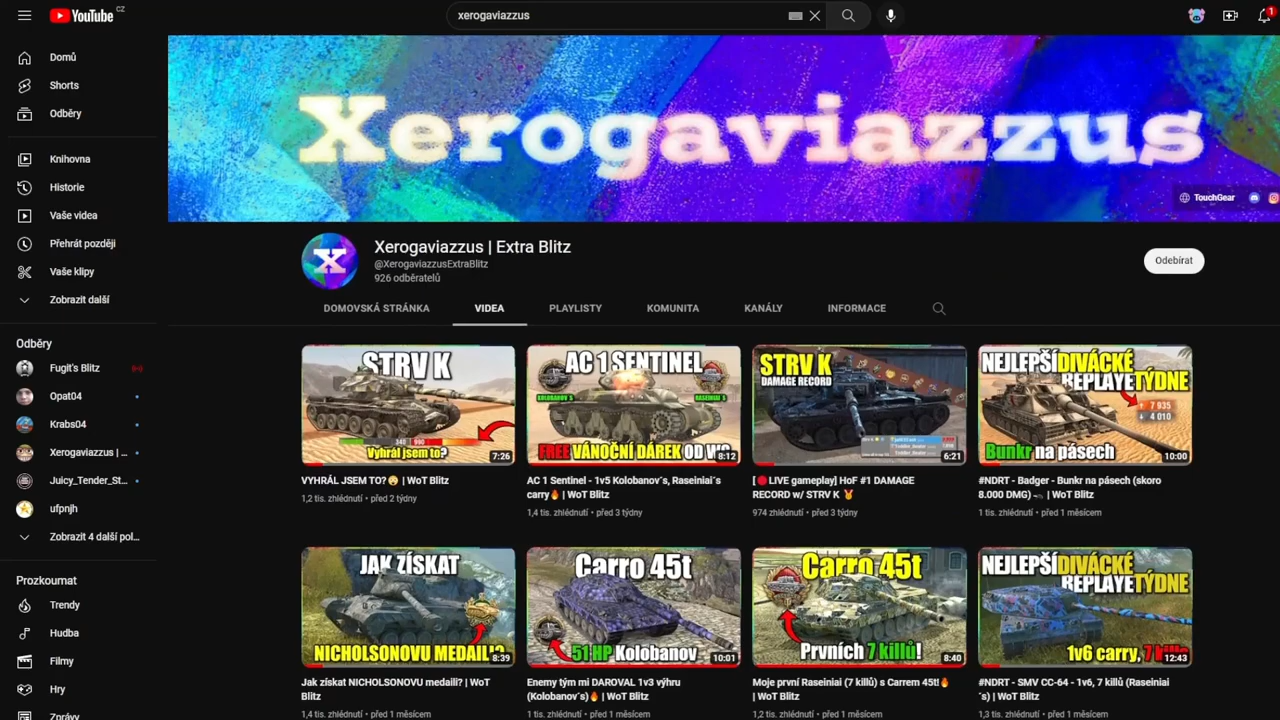 YouTube CZ
xerogaviazzus
1
Domů
Shorts
Odběry
Knihovna
Historie
Vaše videa
Přehrát později
Vaše klipy
Zobrazit další
Odběry
Fugit's Blitz
Opat04
Krabs04
Xerogaviazzus | ...
Juicy_Tender_St...
ufpnjh
Zobrazit 4 další pol...
Prozkoumat
Trendy
Hudba
Filmy
Hry
Zprávy
Xerogaviazzus
TouchGear
X
Xerogaviazzus | Extra Blitz
@XerogaviazzusExtraBlitz
926 odběratelů
Odebírat
DOMOVSKÁ STRÁNKA VIDEA PLAYLISTY KOMUNITA KANÁLY INFORMACE
STRV K
340 990
Vyhrál jsem to?
7:26
VYHRÁL JSEM TO?😯 | WoT Blitz
1,2 tis. zhlédnutí • před 2 týdny
AC 1 SENTINEL
KOLOBANOV´S
RASEINIAI´S
FREE VÁNOČNÍ DÁREK OD W
8:12
AC 1 Sentinel - 1v5 Kolobanov´s, Raseiniai´s
carry🔥 | WoT Blitz
1,4 tis. zhlédnutí • před 3 týdny
STRV K
DAMAGE RECORD
6:21
[🔴LIVE gameplay] HoF #1 DAMAGE
RECORD w/ STRV K 🏅
974 zhlédnutí • před 3 týdny
NEJLEPŠÍ DIVÁCKÉ
REPLAYE TÝDNE
7 935
4 010
Bunkr na pásech
10:00
#NDRT - Badger - Bunkr na pásech (skoro
8.000 DMG) | WoT Blitz
1 tis. zhlédnutí • před 1 měsícem
JAK ZÍSKAT
NICHOLSONOVU MEDAILI?
8:39
Jak získat NICHOLSONOVU medaili? | WoT
Blitz
1,4 tis. zhlédnutí • před 1 měsícem
Carro 45t
51 HP Kolobanov
10:01
Enemy tým mi DAROVAL 1v3 výhru
(Kolobanov´s)🔥 | WoT Blitz
1 tis. zhlédnutí • před 1 měsícem
Carro 45t
Prvních 7 killů!
8:40
Moje první Raseiniai (7 killů) s Carrem 45t!🔥
| WoT Blitz
1,2 tis. zhlédnutí • před 1 měsícem
NEJLEPŠÍ DIVÁCKÉ
REPLAYE TÝDNE
1v6 carry, 7
12:43
#NDRT - SMV CC-64 - 1v6, 7 killů (Raseiniai
´s) | WoT Blitz
1,3 tis. zhlédnutí • před 1 měsícem